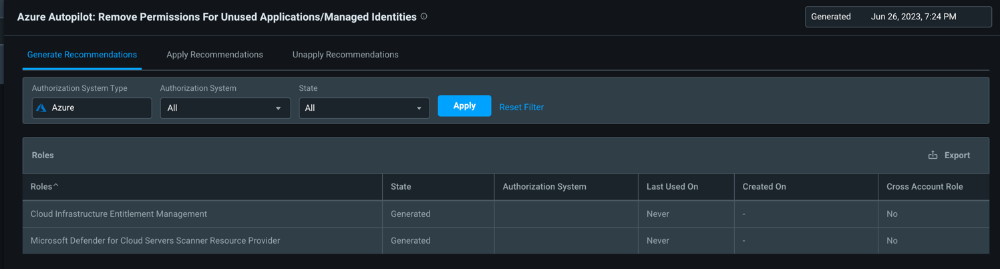 Azure Autopilot: Remove Permissions For Unused Applications/Managed Identities
Generated Jun 26, 2023, 7:24 PM
Generate Recommendations Apply Recommendations Unapply Recommendations
Authorization System Type Authorization System State
Azure All All Apply Reset Filter
Roles Export
Roles^ State Authorization System Last Used On Created On Cross Account Role
Cloud Infrastructure Entitlement Management Generated Never - No
Microsoft Defender for Cloud Servers Scanner Resource Provider Generated Never - No